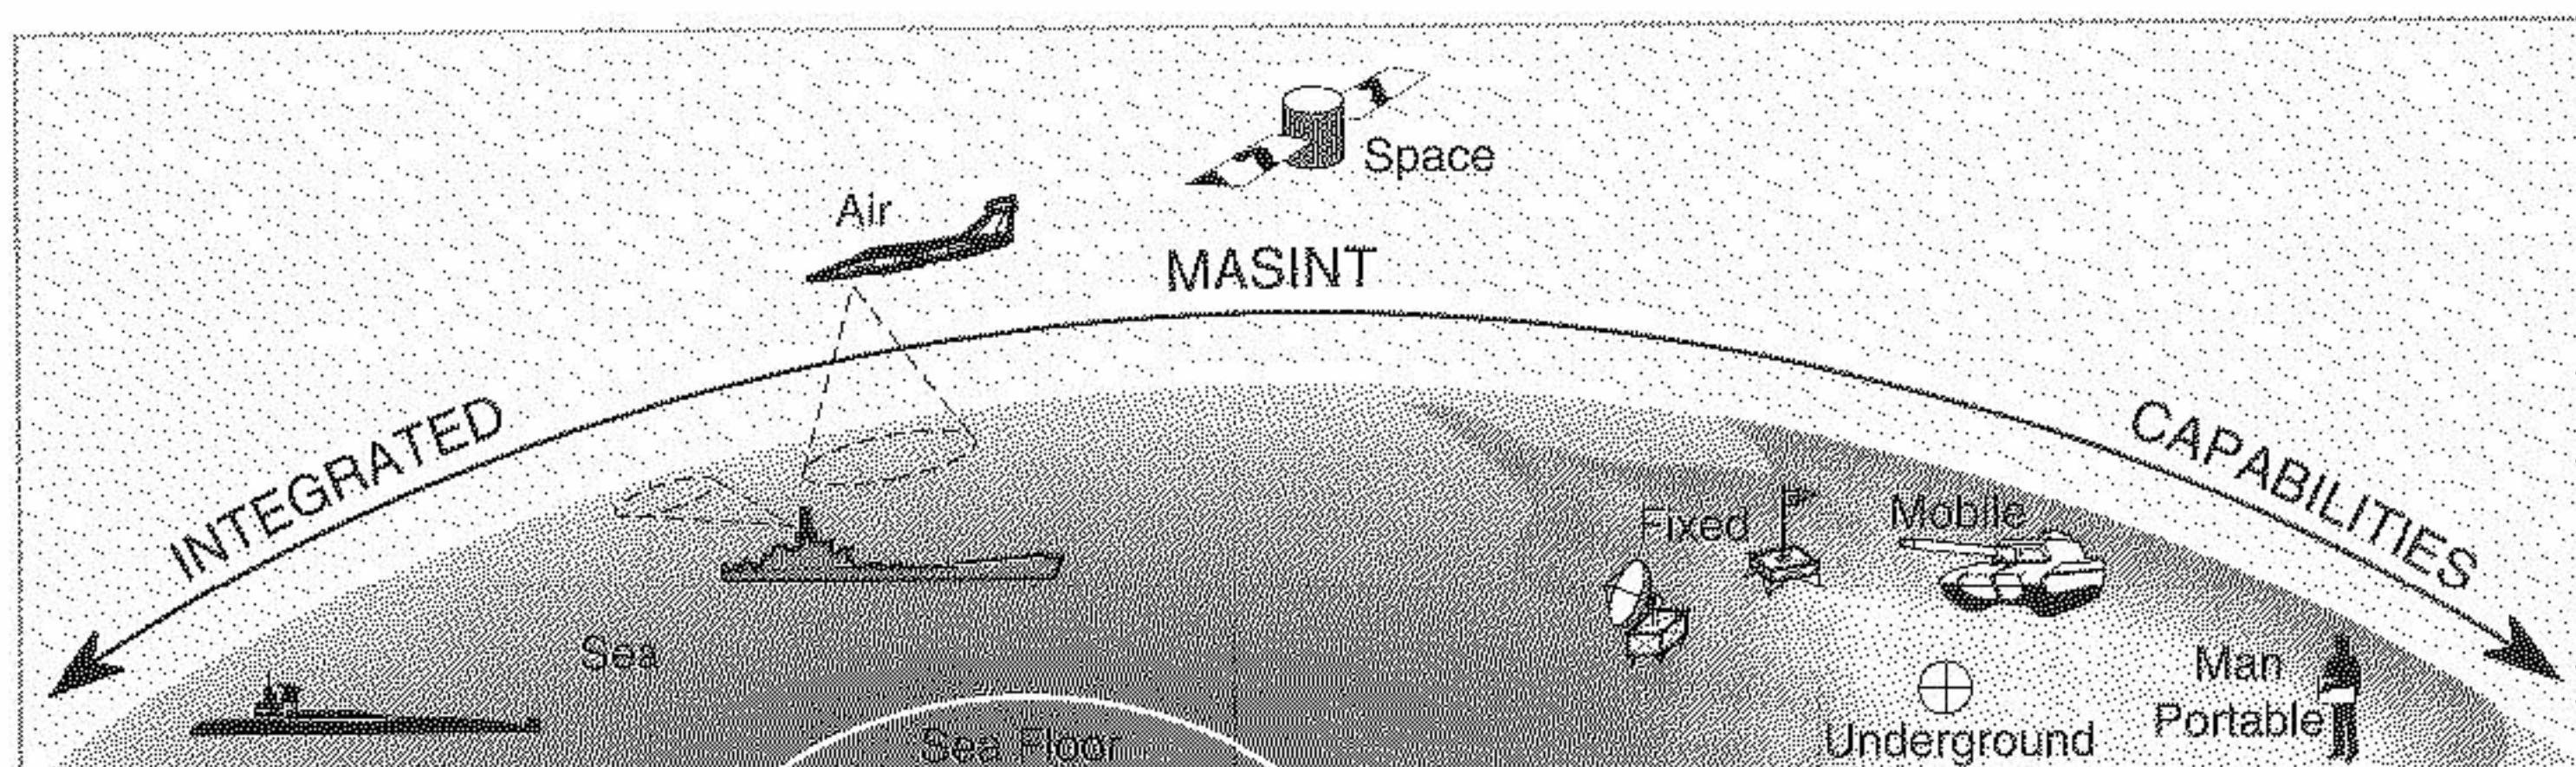 Space
Air
MASINT
INTEGRATED
CAPABILITIES
Fixed
Mobile
Sea
Man
Portable
Underground
Sea Floor